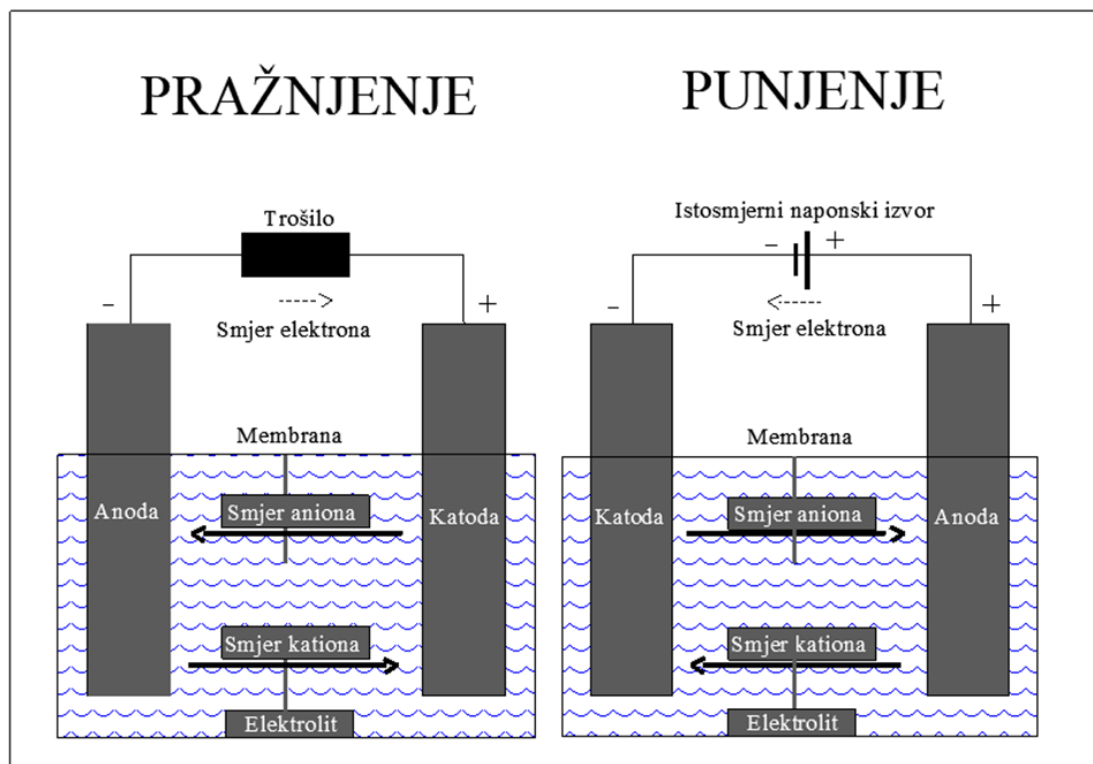 PRAŽNJENJE
Trošilo
-
+
Smjer elektrona
Membrana
Anoda
Smjer aniona
Katoda
Smjer kationa
Elektrolit
PUNJENJE
Istosmjerni naponski izvor
- +
-
+
Smjer elektrona
Membrana
Katoda
Smjer aniona
Anoda
Smjer kationa
Elektrolit